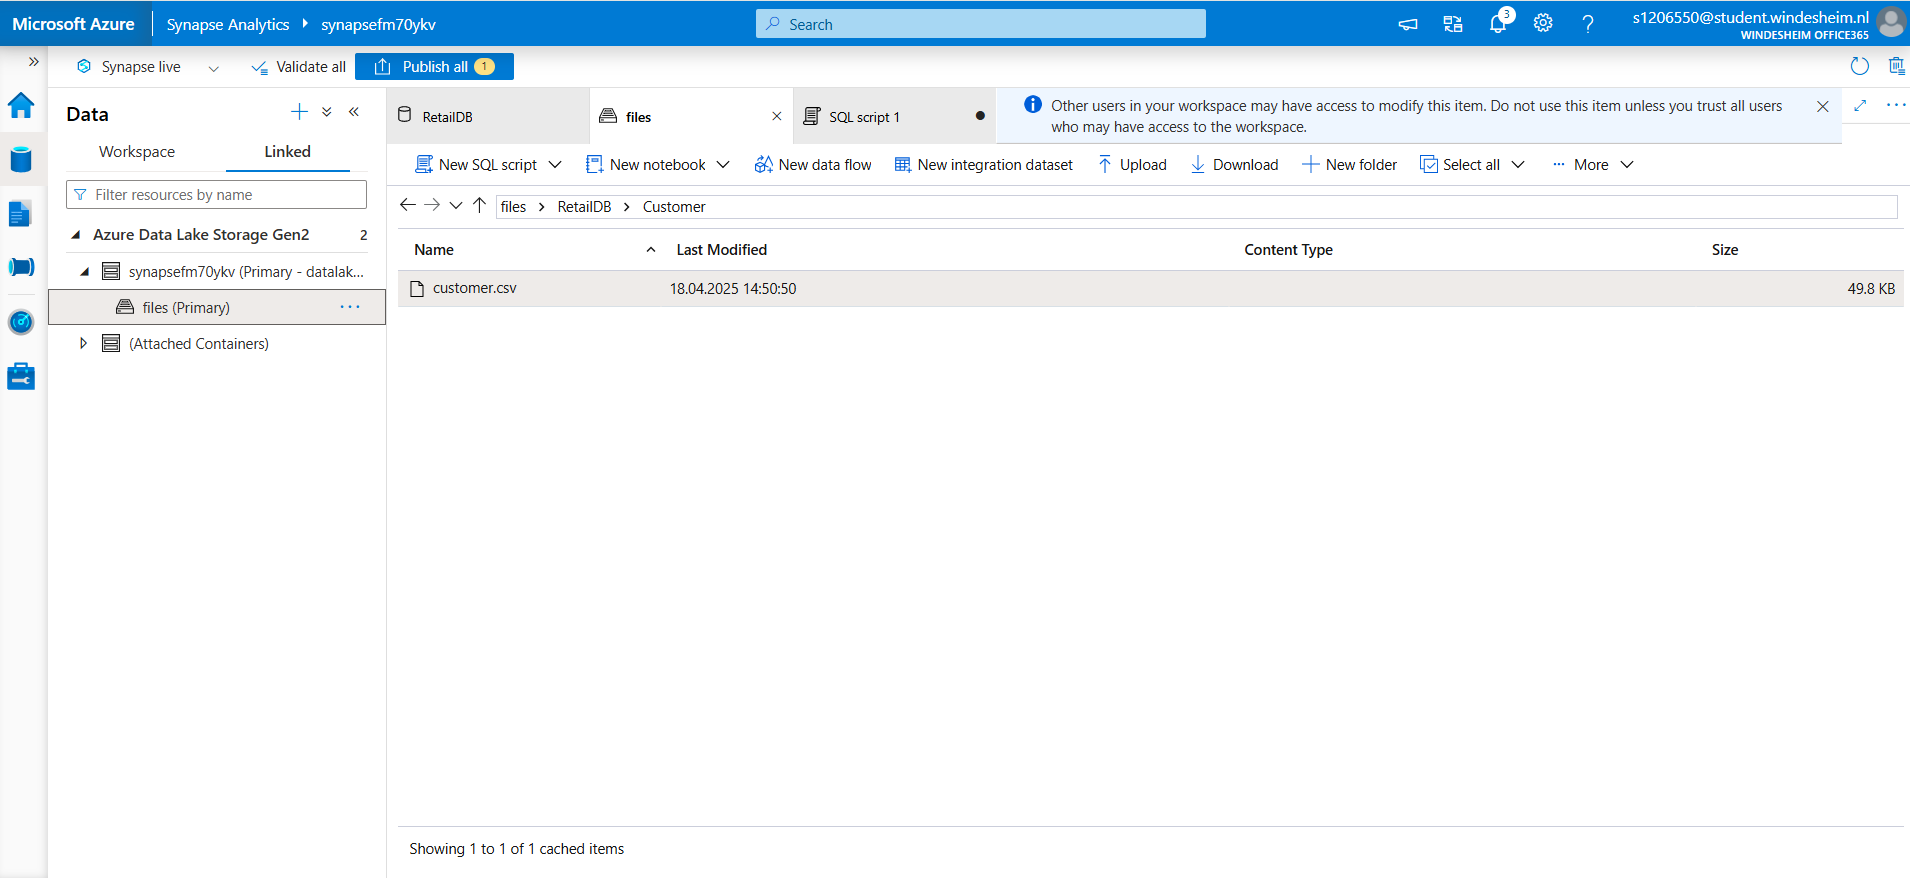 Microsoft Azure
Synapse Analytics
synapsefm70ykv
Search
3
s1206550@student.windesheim.nl
WINDESHEIM OFFICE365
Synapse live
Validate all
Publish all 1
Data
Workspace
Linked
Filter resources by name
Azure Data Lake Storage Gen2 2
synapsefm70ykv (Primary - datalak...
files (Primary)
(Attached Containers)
RetailDB
files
SQL script 1
Other users in your workspace may have access to modify this item. Do not use this item unless you trust all users
who may have access to the workspace.
New SQL script
New notebook
New data flow
New integration dataset
Upload
Download
New folder
Select all
More
files > RetailDB > Customer
Name Last Modified Content Type Size
customer.csv 18.04.2025 14:50:50 49.8 KB
Showing 1 to 1 of 1 cached items